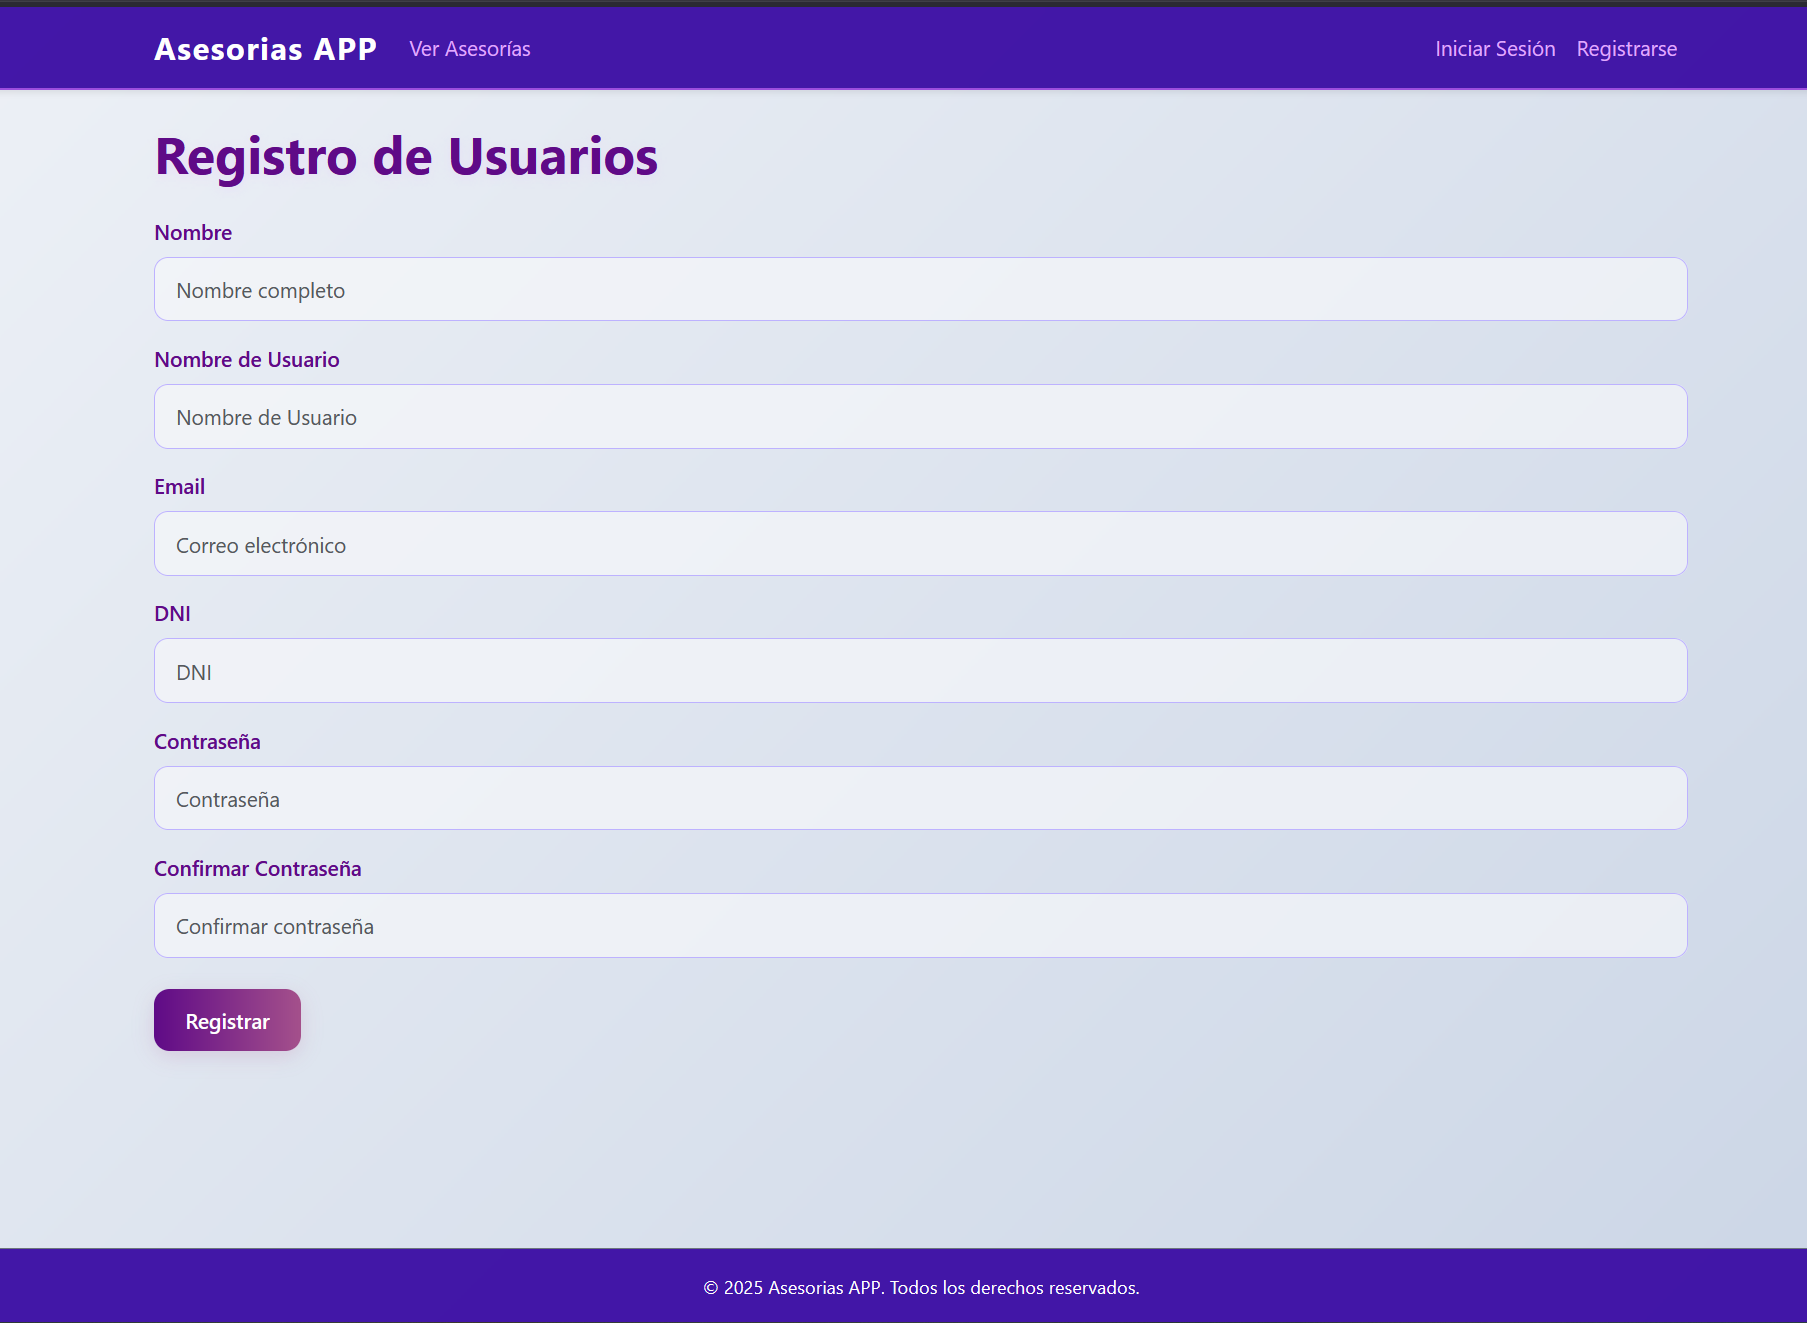 Asesorias APP Ver Asesorías Iniciar Sesión Registrarse
Registro de Usuarios
Nombre
Nombre completo
Nombre de Usuario
Nombre de Usuario
Email
Correo electrónico
DNI
DNI
Contraseña
Contraseña
Confirmar Contraseña
Confirmar contraseña
Registrar
© 2025 Asesorias APP. Todos los derechos reservados.